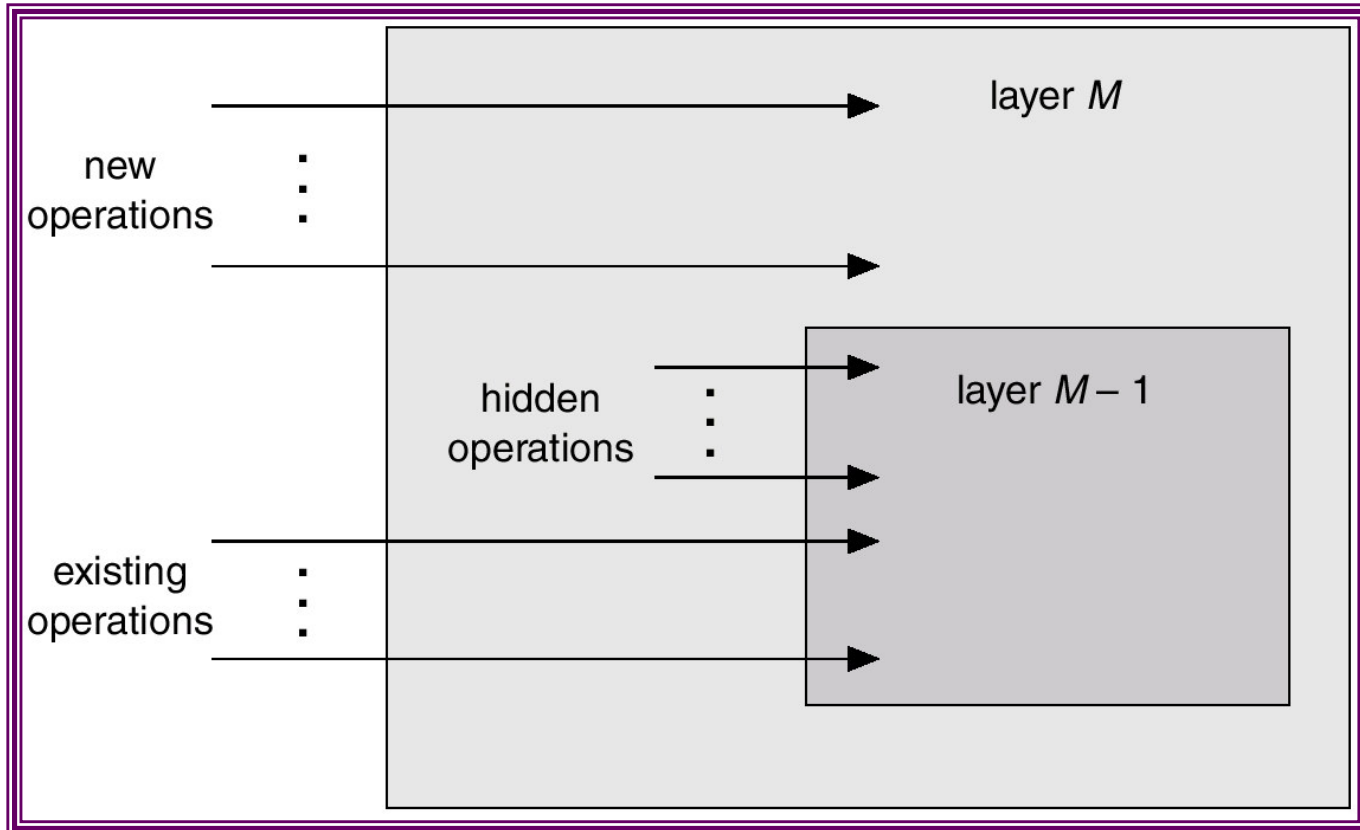 layer M
new
operations
hidden
operations
layer M – 1
existing
operations